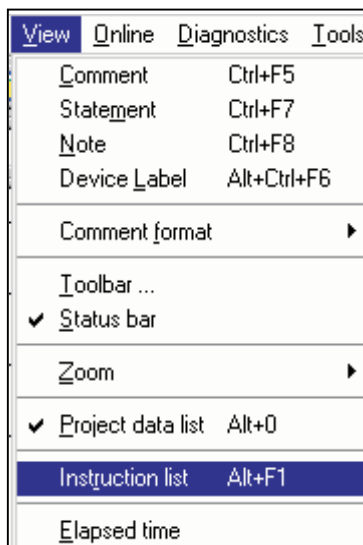 View Online Diagnostics Tools
Comment Ctrl+F5
Statement Ctrl+F7
Note Ctrl+F8
Device Label Alt+Ctrl+F6
Comment format
Toolbar ...
Status bar
Zoom
Project data list Alt+0
Instruction list Alt+F1
Elapsed time